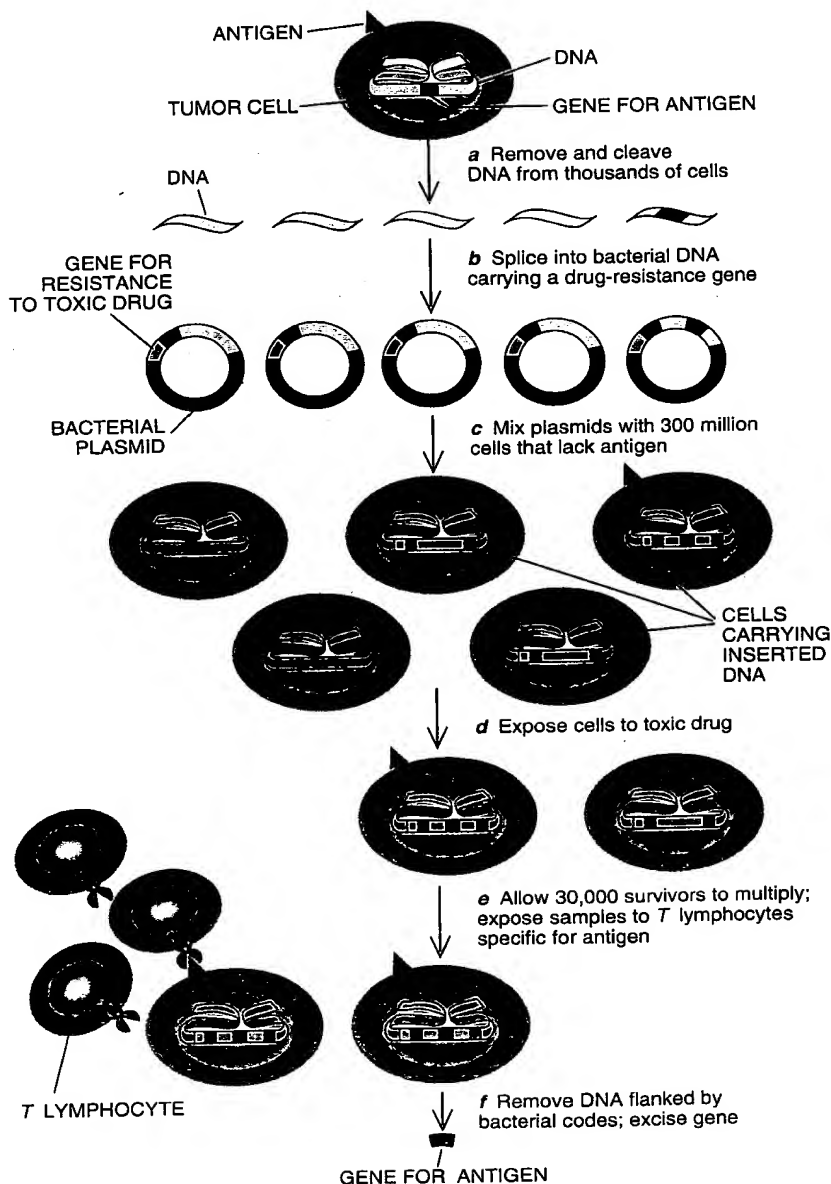 ANTIGEN
DNA
TUMOR CELL
GENE FOR ANTIGEN
a Remove and cleave
DNA from thousands of cells
DNA
b Splice into bacterial DNA
carrying a drug-resistance gene
GENE FOR
RESISTANCE
TO TOXIC DRUG
BACTERIAL
PLASMID
c Mix plasmids with 300 million
cells that lack antigen
CELLS
CARRYING
INSERTED
DNA
d Expose cells to toxic drug
e Allow 30,000 survivors to multiply;
expose samples to T lymphocytes
specific for antigen
T LYMPHOCYTE
f Remove DNA flanked by
bacterial codes; excise gene
GENE FOR ANTIGEN